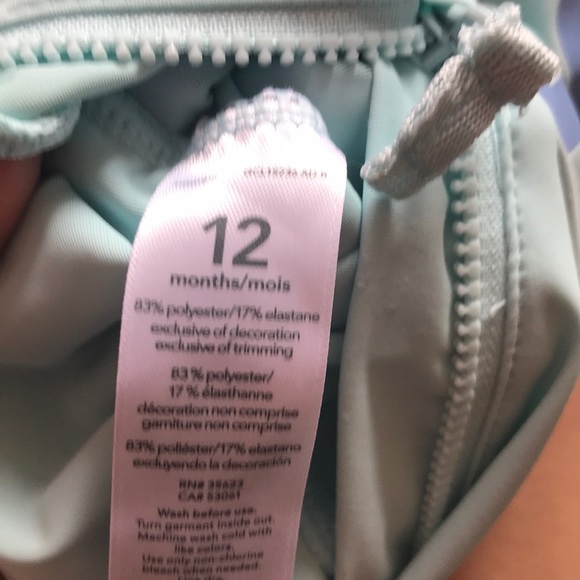 12
months/mois
83% polyester/17% elastane
exclusive of decoration
exclusive of trimming
83 % polyester/
17 % élasthanne
décoration non comprise
garniture non comprise
83% poliéster/17% elastano
excluyendo la decoración
RN# 35623
CA# 53061
Wash before use.
Turn garment inside out.
Machine wash cold with
like colors.
Use only non-chlorine
bleach when needed.